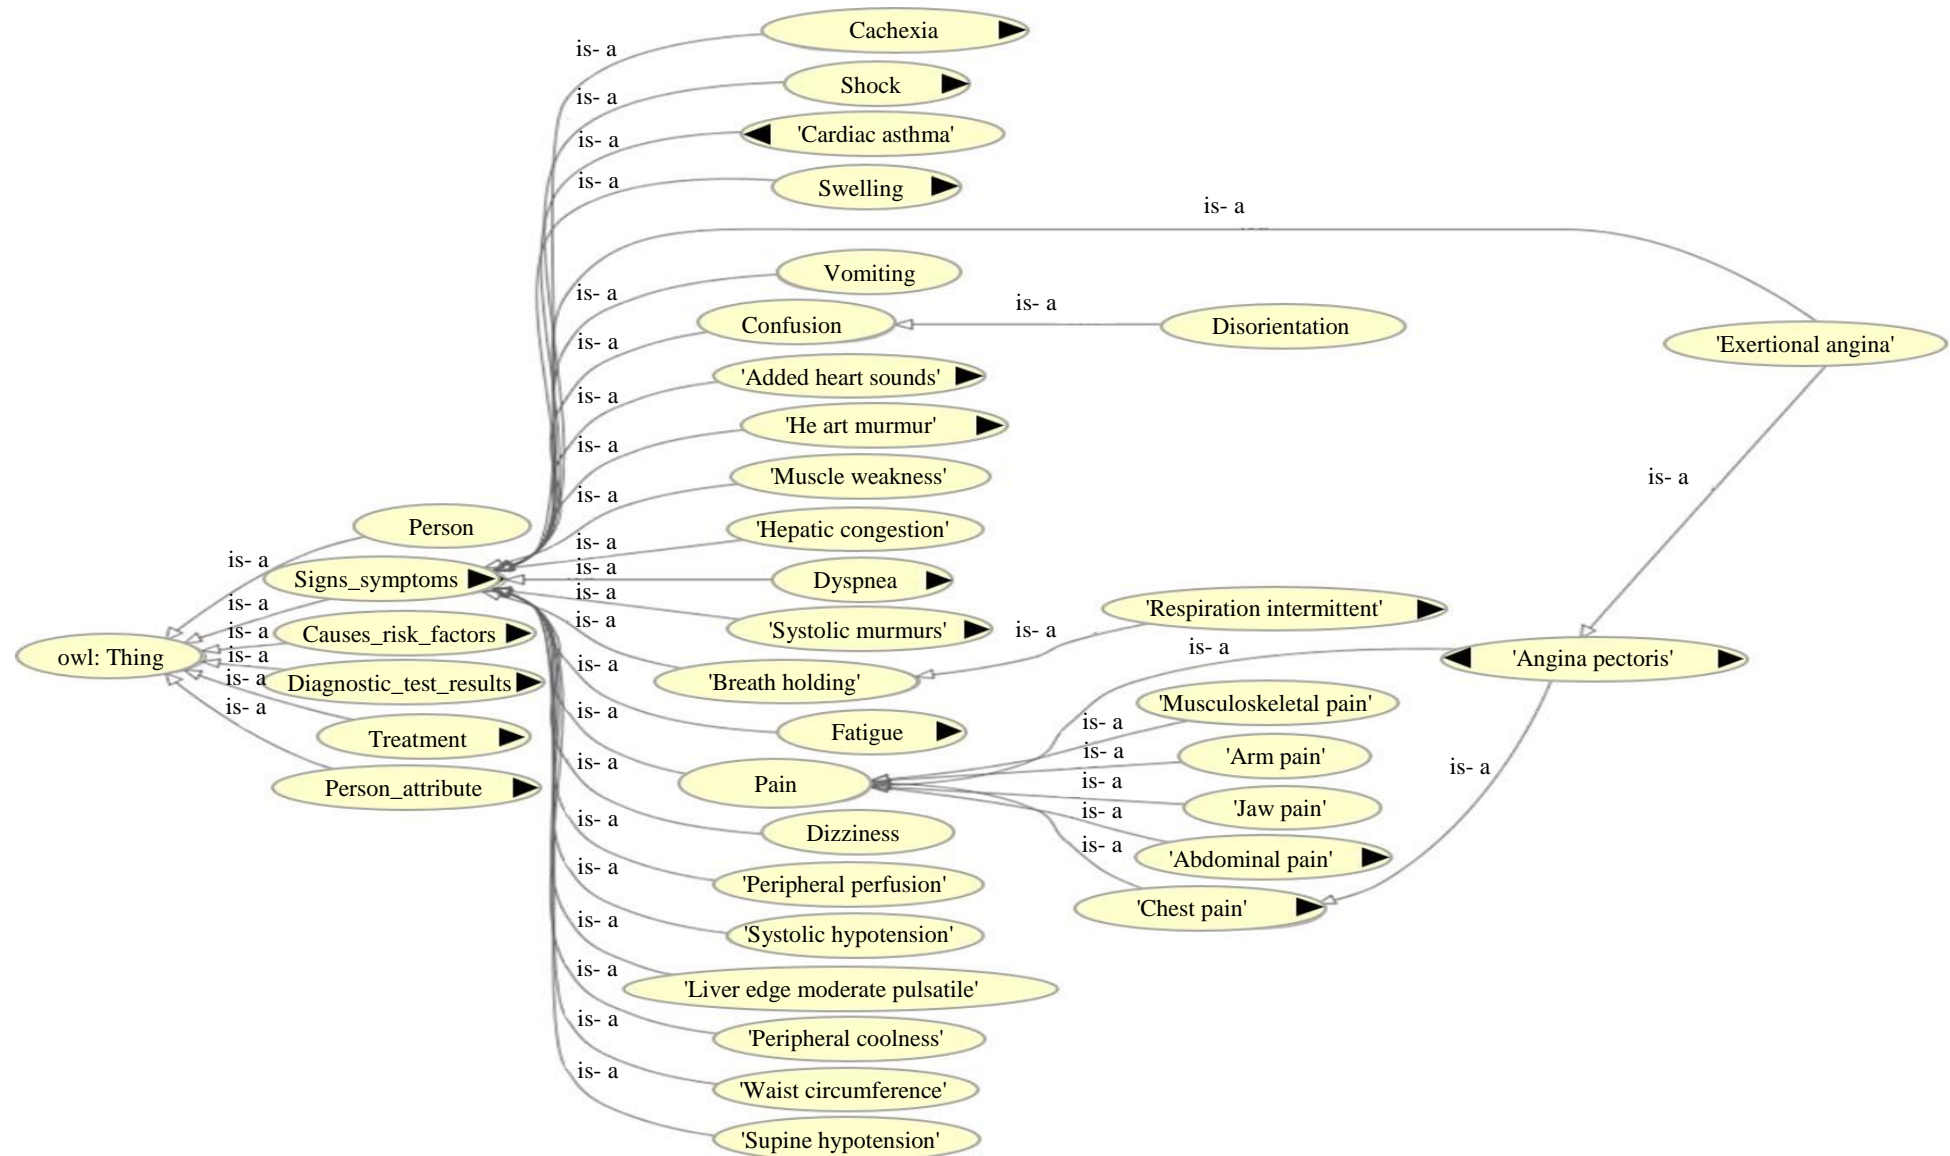 Cachexia
is- a
Shock
is- a
'Cardiac asthma'
is- a
Swelling
is- a
is- a
Vomiting
is- a
Confusion
is- a
Disorientation
is- a
'Exertional angina'
'Added heart sounds'
is- a
'He art murmur'
is- a
'Muscle weakness'
is- a
is- a
Person
'Hepatic congestion'
is- a
is- a
Signs_symptoms
is- a
Dyspnea
is- a
'Respiration intermittent'
is- a
Causes_risk_factors
is- a
'Systolic murmurs'
is- a
is- a
owl: Thing
is- a
is- a
'Angina pectoris'
Diagnostic_test_results
is- a
'Breath holding'
is- a
'Musculoskeletal pain'
is- a
is- a
Fatigue
is- a
Treatment
is- a
'Arm pain'
is- a
Pain
is- a
is- a
Person_attribute
'Jaw pain'
is- a
is- a
Dizziness
is- a
'Abdominal pain'
is- a
'Peripheral perfusion'
'Chest pain'
is- a
'Systolic hypotension'
is- a
'Liver edge moderate pulsatile'
is- a
'Peripheral coolness'
is- a
'Waist circumference'
'Supine hypotension'